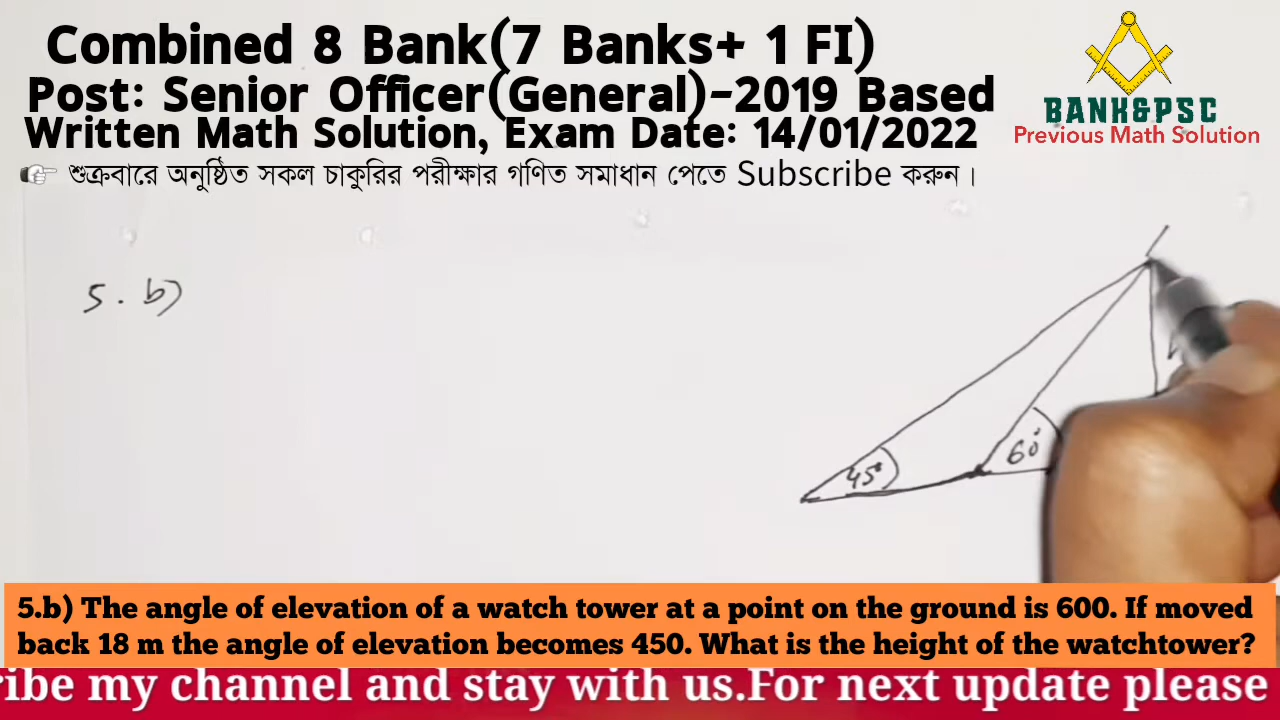 Combined 8 Bank(7 Banks+ 1 FI)
Post: Senior Officer(General)-2019 Based
Written Math Solution, Exam Date: 14/01/2022
BANK&PSC
Previous Math Solution
শুক্রবারে অনুষ্ঠিত সকল চাকুরির পরীক্ষার গণিত সমাধান পেতে Subscribe করুন।
5. b)
45°
60°
5.b) The angle of elevation of a watch tower at a point on the ground is 600. If moved
back 18 m the angle of elevation becomes 450. What is the height of the watchtower?
ribe my channel and stay with us.For next update please